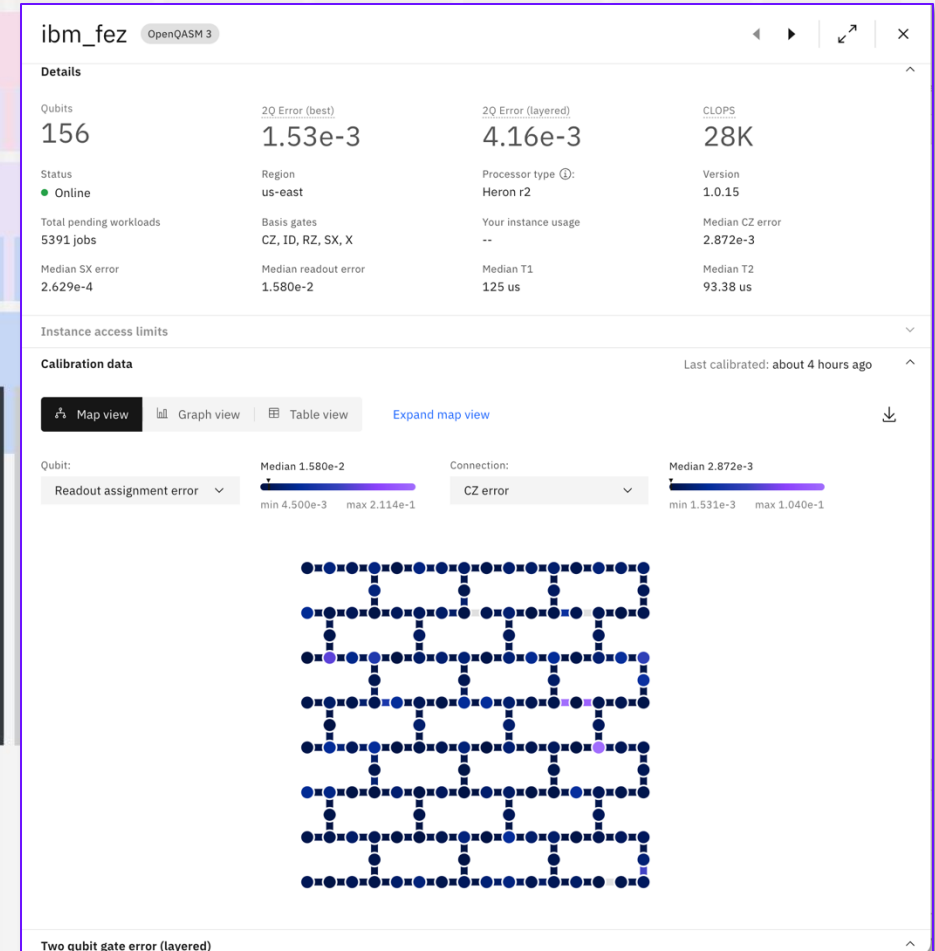 ibm_fez OpenQASM 3
Details
Qubits 2Q Error (best) 2Q Error (layered) CLOPS
156 1.53e-3 4.16e-3 28K
Status Region Processor type ⓘ: Version
Online us-east Heron r2 1.0.15
Total pending workloads Basis gates Your instance usage Median CZ error
5391 jobs CZ, ID, RZ, SX, X -- 2.872e-3
Median SX error Median readout error Median T1 Median T2
2.629e-4 1.580e-2 125 us 93.38 us
Instance access limits
Calibration data Last calibrated: about 4 hours ago
Map view Graph view Table view Expand map view
Qubit: Median 1.580e-2 Connection: Median 2.872e-3
Readout assignment error CZ error
min 4.500e-3 max 2.114e-1 min 1.531e-3 max 1.040e-1
Two qubit gate error (layered)